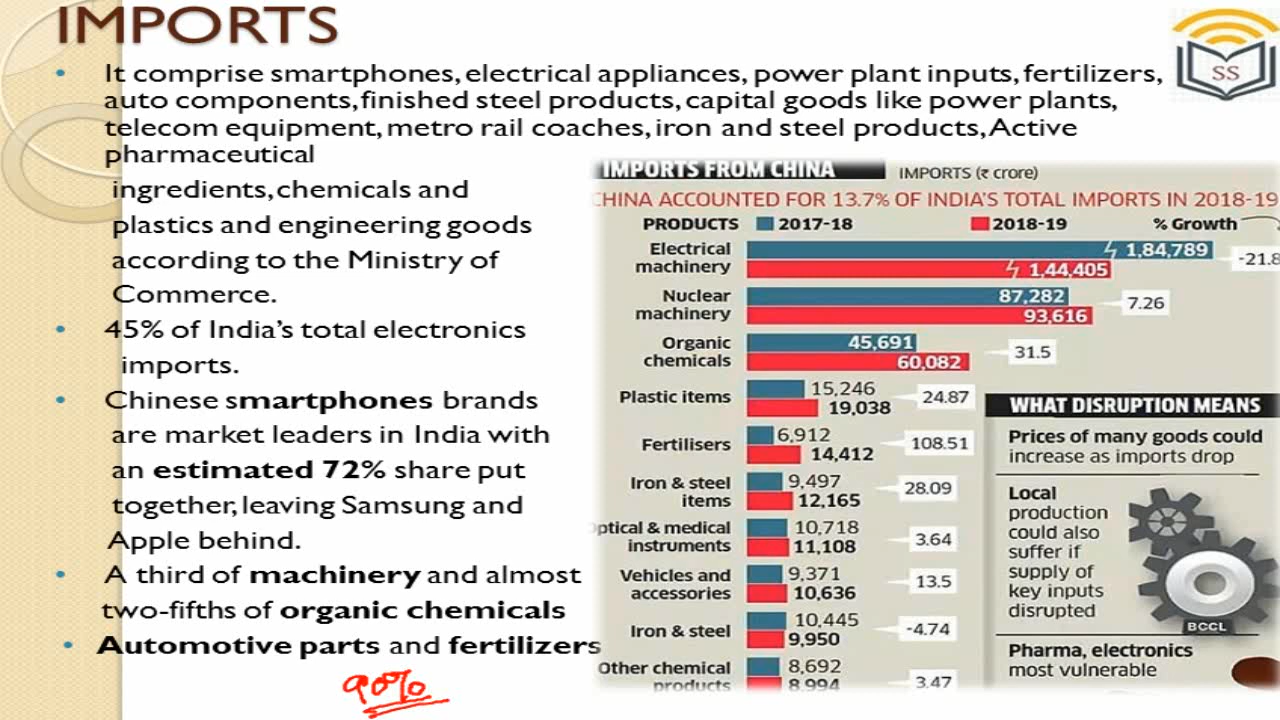 IMPORTS
SS
• It comprise smartphones, electrical appliances, power plant inputs, fertilizers,
auto components, finished steel products, capital goods like power plants,
telecom equipment, metro rail coaches, iron and steel products, Active
pharmaceutical
ingredients, chemicals and
plastics and engineering goods
according to the Ministry of
Commerce.
• 45% of India's total electronics
imports.
• Chinese smartphones brands
are market leaders in India with
an estimated 72% share put
together, leaving Samsung and
Apple behind.
• A third of machinery and almost
two-fifths of organic chemicals
• Automotive parts and fertilizers
90%
IMPORTS FROM CHINA IMPORTS (₹ crore)
CHINA ACCOUNTED FOR 13.7% OF INDIA'S TOTAL IMPORTS IN 2018-19
PRODUCTS 2017-18 2018-19 % Growth
Electrical machinery 1,84,789 1,44,405 -21.8
Nuclear machinery 87,282 93,616 7.26
Organic chemicals 45,691 60,082 31.5
Plastic items 15,246 19,038 24.87
Fertilisers 6,912 14,412 108.51
Iron & steel items 9,497 12,165 28.09
Optical & medical instruments 10,718 11,108 3.64
Vehicles and accessories 9,371 10,636 13.5
Iron & steel 10,445 9,950 -4.74
Other chemical products 8,692 8,994 3.47
WHAT DISRUPTION MEANS
Prices of many goods could
increase as imports drop
Local
production
could also
suffer if
supply of
key inputs
disrupted
BCCL
Pharma, electronics
most vulnerable